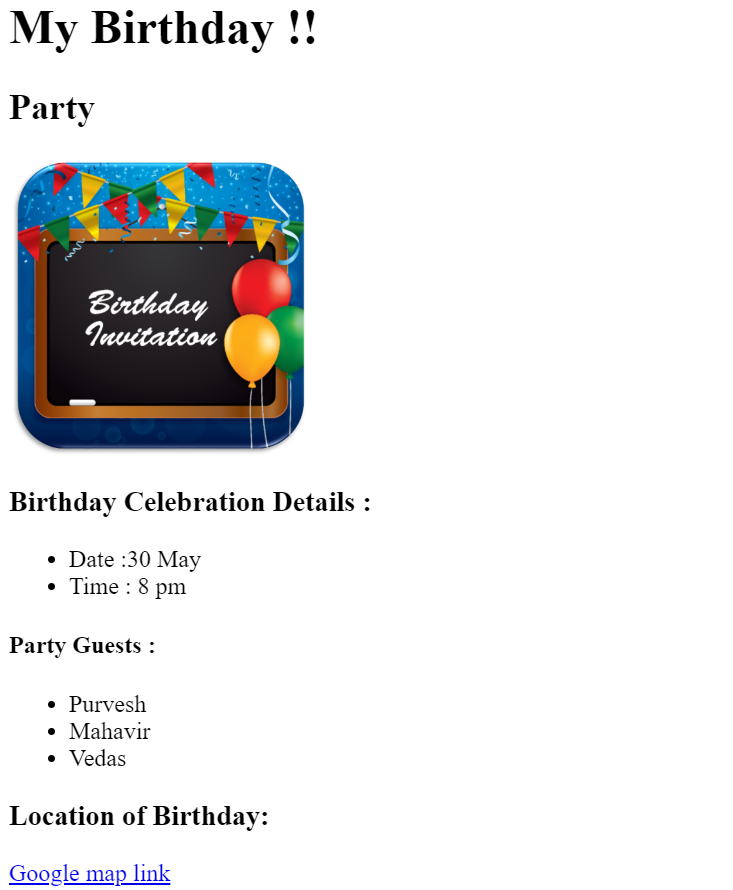 My Birthday !!
Party
Birthday
Invitation
Birthday Celebration Details :
Date :30 May
Time : 8 pm
Party Guests :
Purvesh
Mahavir
Vedas
Location of Birthday:
Google map link